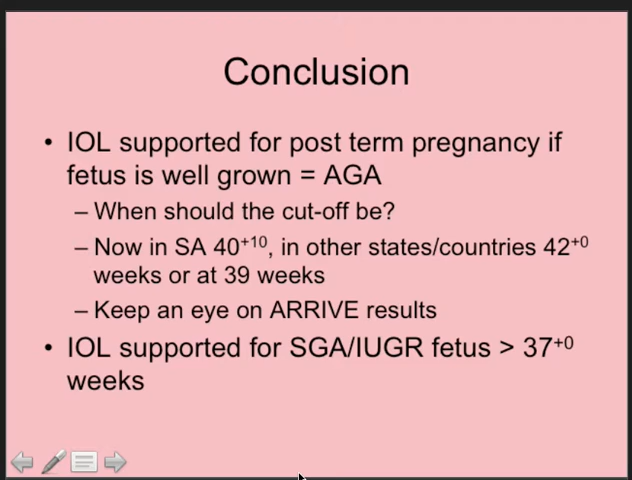 Conclusion
• IOL supported for post term pregnancy if
fetus is well grown = AGA
– When should the cut-off be?
– Now in SA 40⁺¹⁰, in other states/countries 42⁺⁰
weeks or at 39 weeks
– Keep an eye on ARRIVE results
• IOL supported for SGA/IUGR fetus > 37⁺⁰
weeks